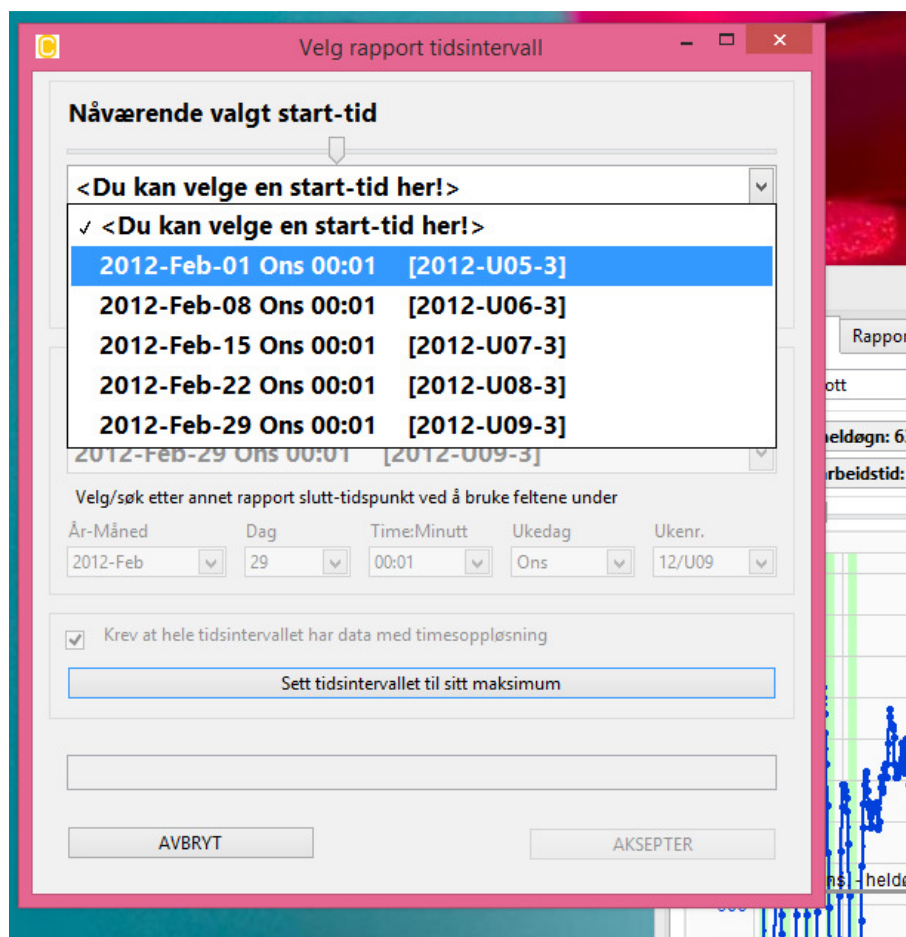 Velg rapport tidsintervall
Nåværende valgt start-tid
<Du kan velge en start-tid her!>
✓ <Du kan velge en start-tid her!>
2012-Feb-01 Ons 00:01 [2012-U05-3]
2012-Feb-08 Ons 00:01 [2012-U06-3]
2012-Feb-15 Ons 00:01 [2012-U07-3]
2012-Feb-22 Ons 00:01 [2012-U08-3]
2012-Feb-29 Ons 00:01 [2012-U09-3]
2012-Feb-29 Ons 00:01 [2012-U09-3]
Velg/søk etter annet rapport slutt-tidspunkt ved å bruke feltene under
År-Måned Dag Time:Minutt Ukedag Ukenr.
2012-Feb 29 00:01 Ons 12/U09
Krev at hele tidsintervallet har data med timesoppløsning
Sett tidsintervallet til sitt maksimum
AVBRYT AKSEPTER
Rappor
ott
eldøgn: 6
rbeidstid: